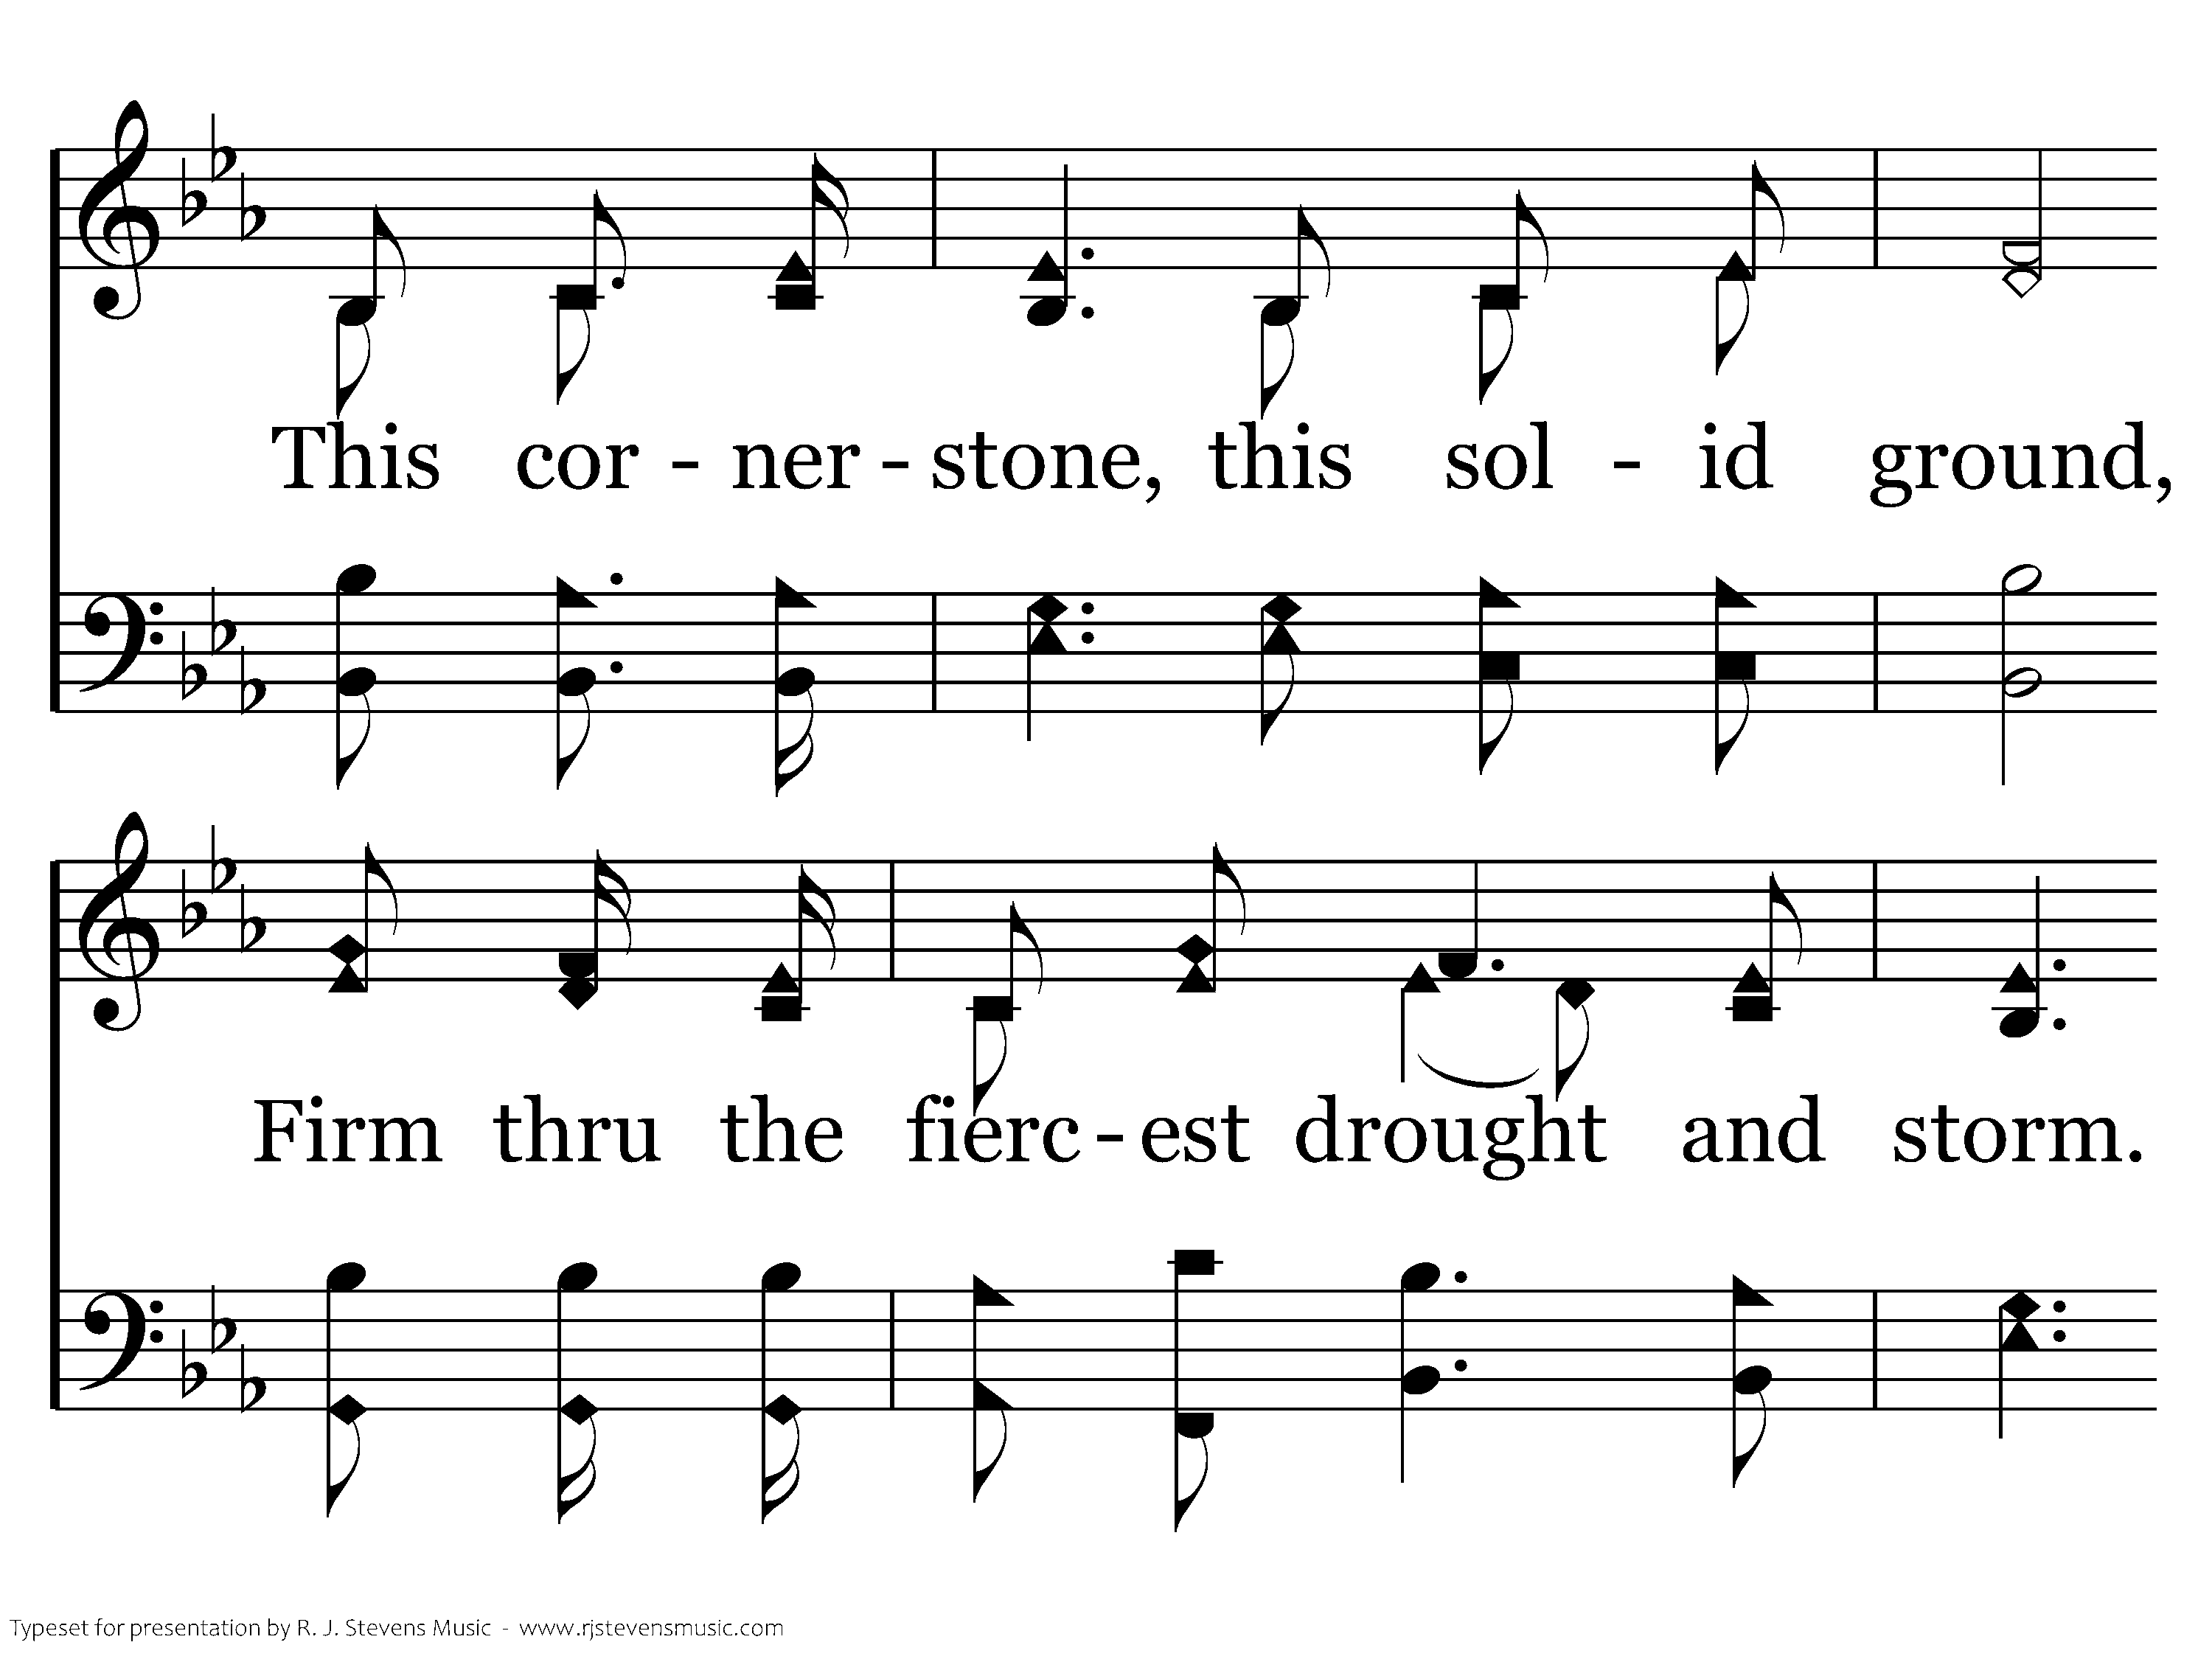 This cor - ner - stone, this sol - id ground,
Firm thru the fierc - est drought and storm.
Typeset for presentation by R. J. Stevens Music - www.rjstevensmusic.com